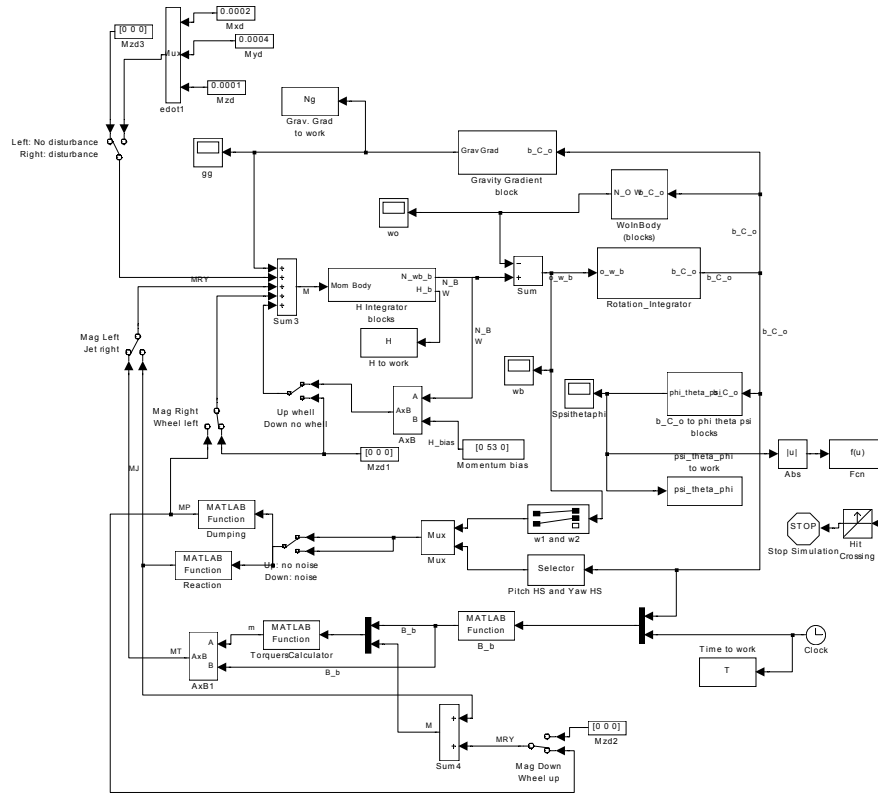 0.0002
Mxd
[0 0 0]
Mzd3
0.0004
Myd
Mux
0.0001
Mzd
edot1
Ng
Grav. Grad
to work
Left: No disturbance
Right: disturbance
gg
Grav Grad
b_C_o
Gravity Gradient
block
N_O W
b_C_o
WoInBody
(blocks)
wo
b_C_o
MRY
M
Sum3
Mom Body
N_wb_b
H_b
H Integrator
blocks
N_B
W
Sum
o_w_b
o_w_b
b_C_o
b_C_o
Rotation_Integrator
Mag Left
Jet right
H
H to work
N_B
W
b_C_o
wb
Spsithetaphi
phi_theta_psi
b_C_o
b_C_o to phi theta psi
blocks
Up whell
Down no whell
A
AxB
B
AxB
H_bias
[0 53 0]
Momentum bias
Mag Right
Wheel left
[0 0 0]
Mzd1
MJ
psi_theta_phi
to work
psi_theta_phi
|u|
Abs
f(u)
Fcn
MP
MATLAB
Function
Dumping
Mux
Mux
w1 and w2
STOP
Stop Simulation
Hit
Crossing
MATLAB
Function
Reaction
Up: no noise
Down: noise
Selector
Pitch HS and Yaw HS
m
MATLAB
Function
TorquersCalculator
B_b
MATLAB
Function
B_b
MT
A
AxB
B
AxB1
B_b
Time to work
T
Clock
M
Sum4
MRY
[0 0 0]
Mzd2
Mag Down
Wheel up